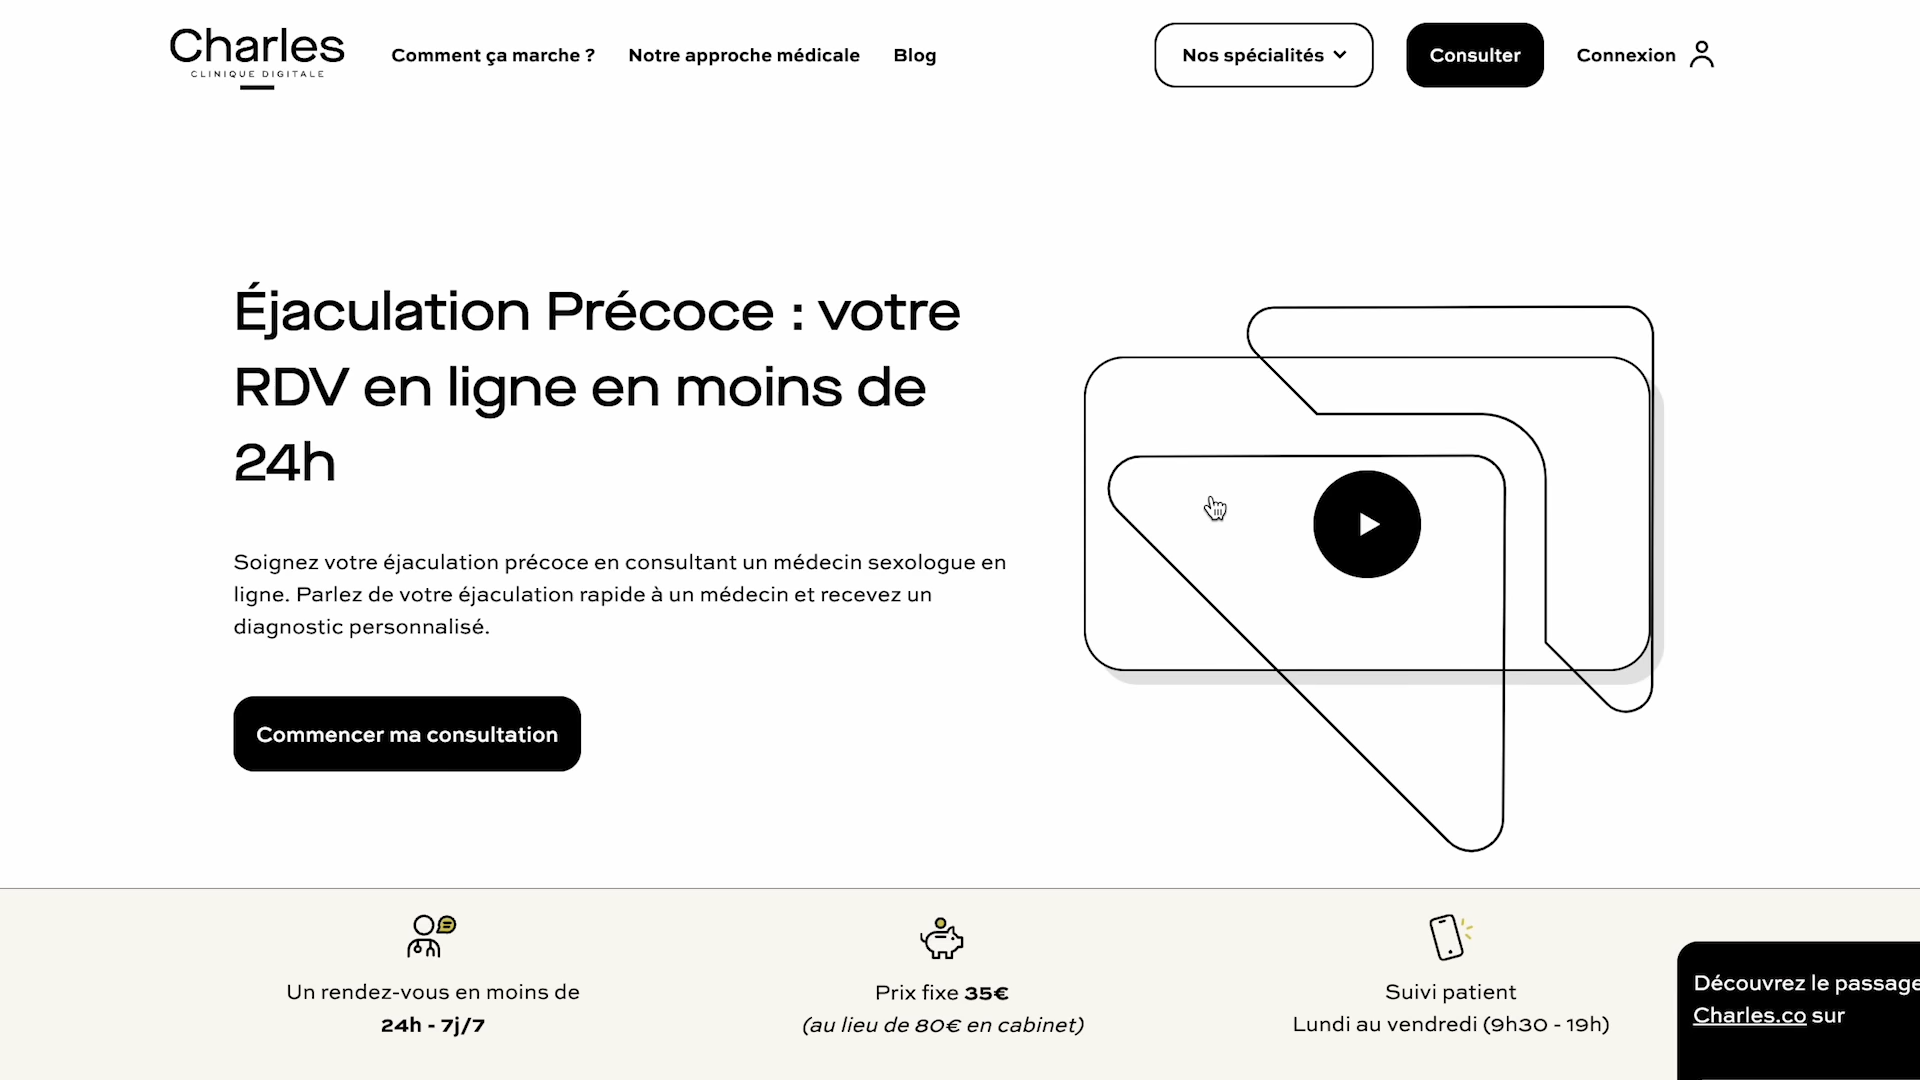 Charles
CLINIQUE DIGITALE
Comment ça marche ?
Notre approche médicale
Blog
Nos spécialités
Consulter
Connexion
Éjaculation Précoce : votre
RDV en ligne en moins de
24h
Soignez votre éjaculation précoce en consultant un médecin sexologue en
ligne. Parlez de votre éjaculation rapide à un médecin et recevez un
diagnostic personnalisé.
Commencer ma consultation
Un rendez-vous en moins de
24h - 7j/7
Prix fixe 35€
(au lieu de 80€ en cabinet)
Suivi patient
Lundi au vendredi (9h30 - 19h)
Découvrez le passage
Charles.co sur